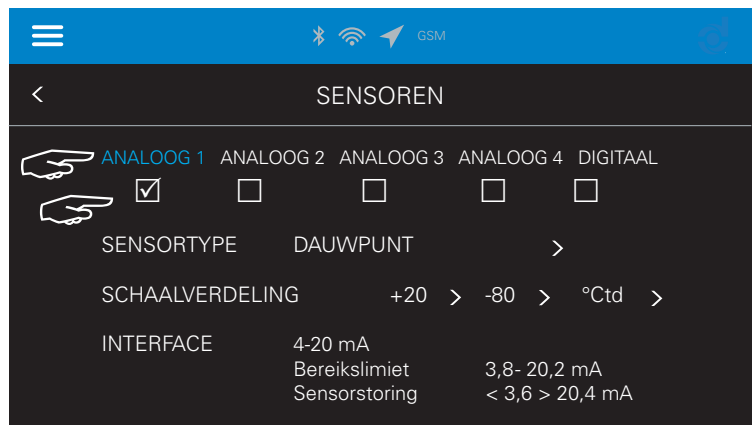 GSM
< SENSOREN
ANALOOG 1 ANALOOG 2 ANALOOG 3 ANALOOG 4 DIGITAAL
☑ ☐ ☐ ☐ ☐
SENSORTYPE DAUWPUNT >
SCHAALVERDELING +20 > -80 > °Ctd >
INTERFACE 4-20 mA
Bereikslimiet 3,8- 20,2 mA
Sensorstoring < 3,6 > 20,4 mA